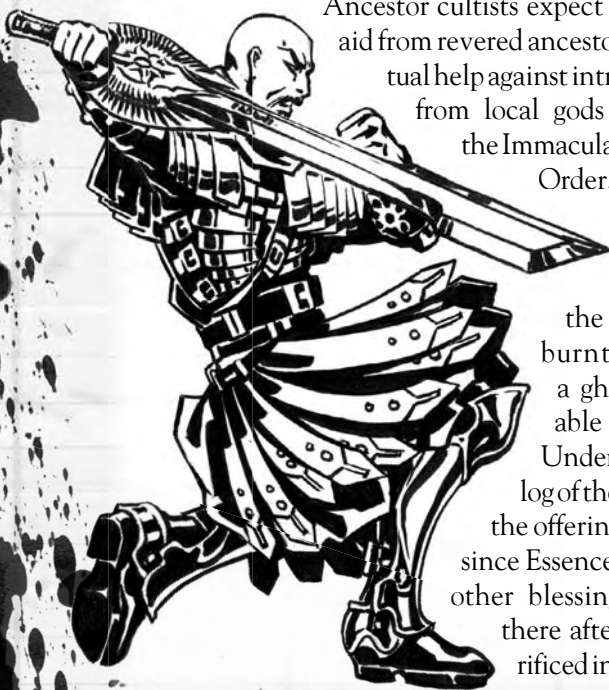 Ancestor cultists expect
aid from revered ancesto
tual help against intr
from local gods
the Immacula
Order.
the
burnt
a gh
able
Under
log of the
the offerin
since Essence
other blessin
there afte
rificed in